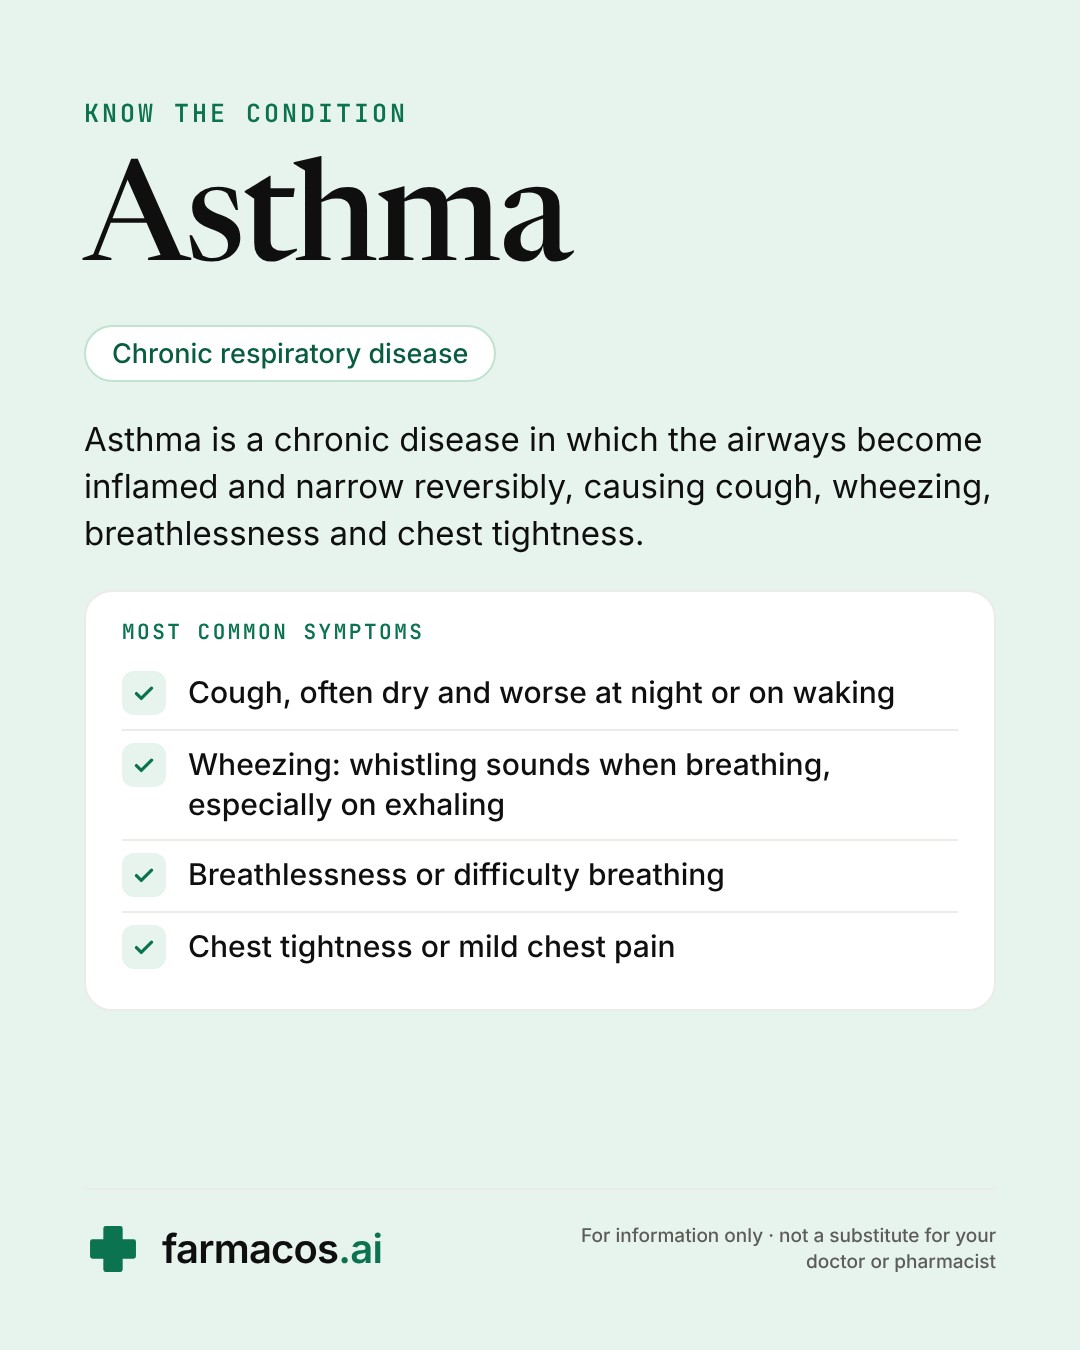 KNOW THE CONDITION
Asthma
Chronic respiratory disease
Asthma is a chronic disease in which the airways become
inflamed and narrow reversibly, causing cough, wheezing,
breathlessness and chest tightness.
MOST COMMON SYMPTOMS
Cough, often dry and worse at night or on waking
Wheezing: whistling sounds when breathing,
especially on exhaling
Breathlessness or difficulty breathing
Chest tightness or mild chest pain
farmacos.ai
For information only · not a substitute for your
doctor or pharmacist